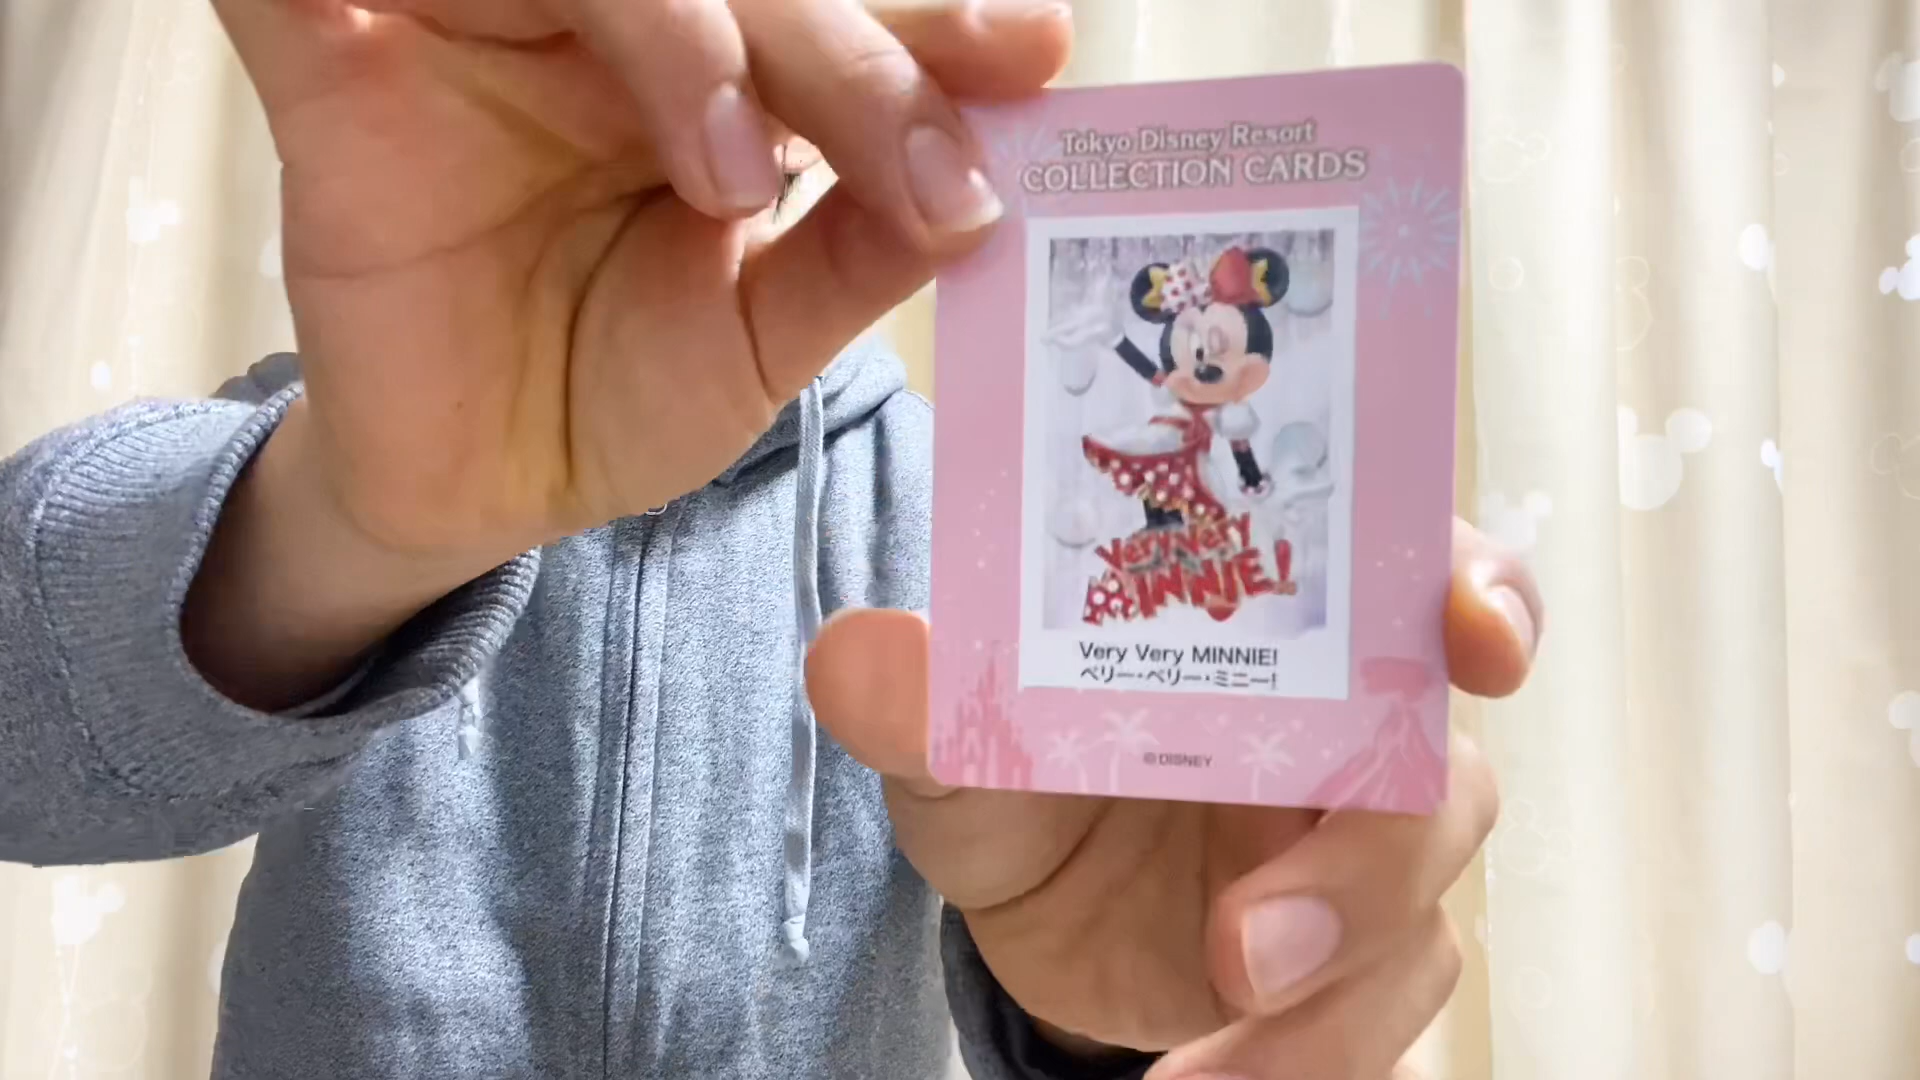 Tokyo Disney Resort
COLLECTION CARDS
Very Very
MINNIE!
Very Very MINNIE!
ベリー・ベリー・ミニー!
©DISNEY